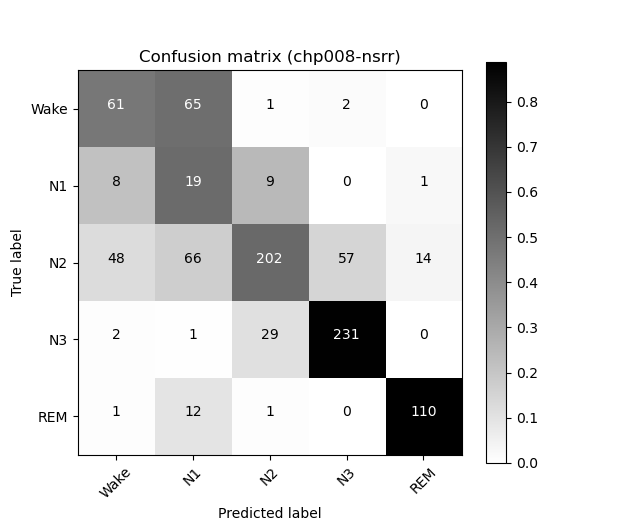 Confusion matrix (chp008-nsrr)
Wake 61 65 1 2 0
N1 8 19 9 0 1
N2 48 66 202 57 14
N3 2 1 29 231 0
REM 1 12 1 0 110
Wake N1 N2 N3 REM
True label
Predicted label
0.8
0.7
0.6
0.5
0.4
0.3
0.2
0.1
0.0